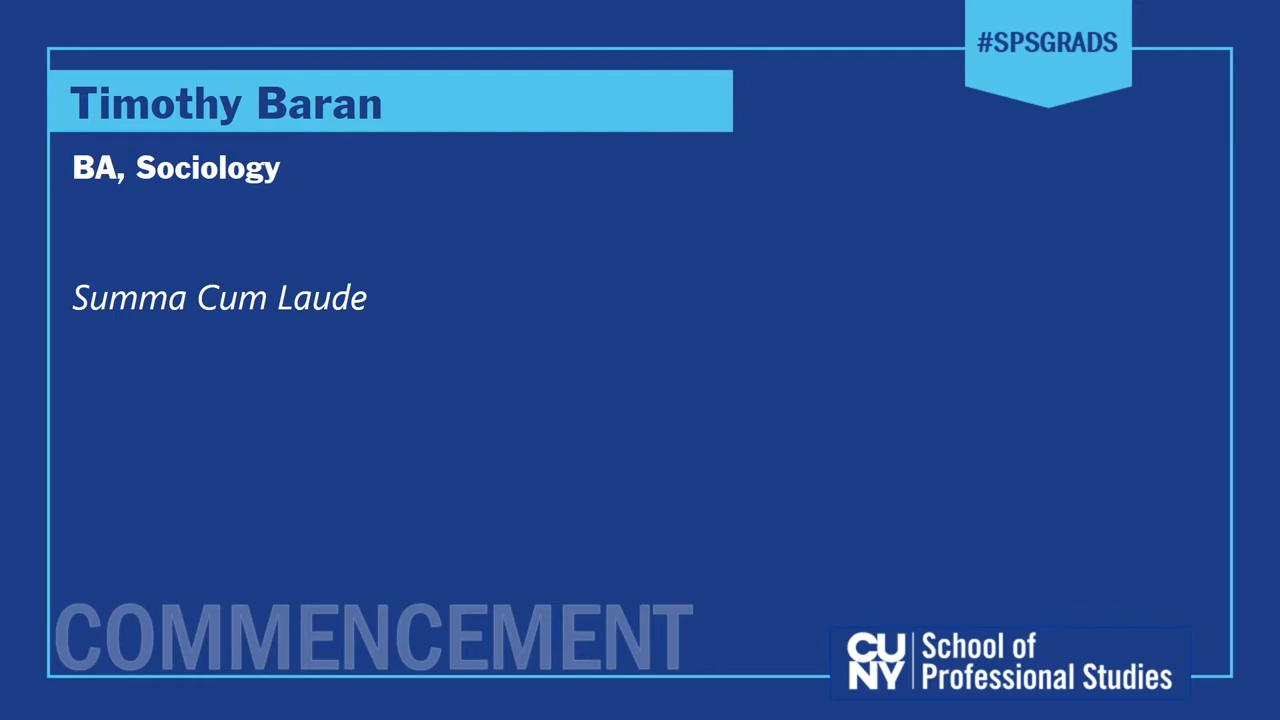 #SPSGRADS
Timothy Baran
BA, Sociology
Summa Cum Laude
COMMENCEMENT
CUNY
School of
Professional Studies